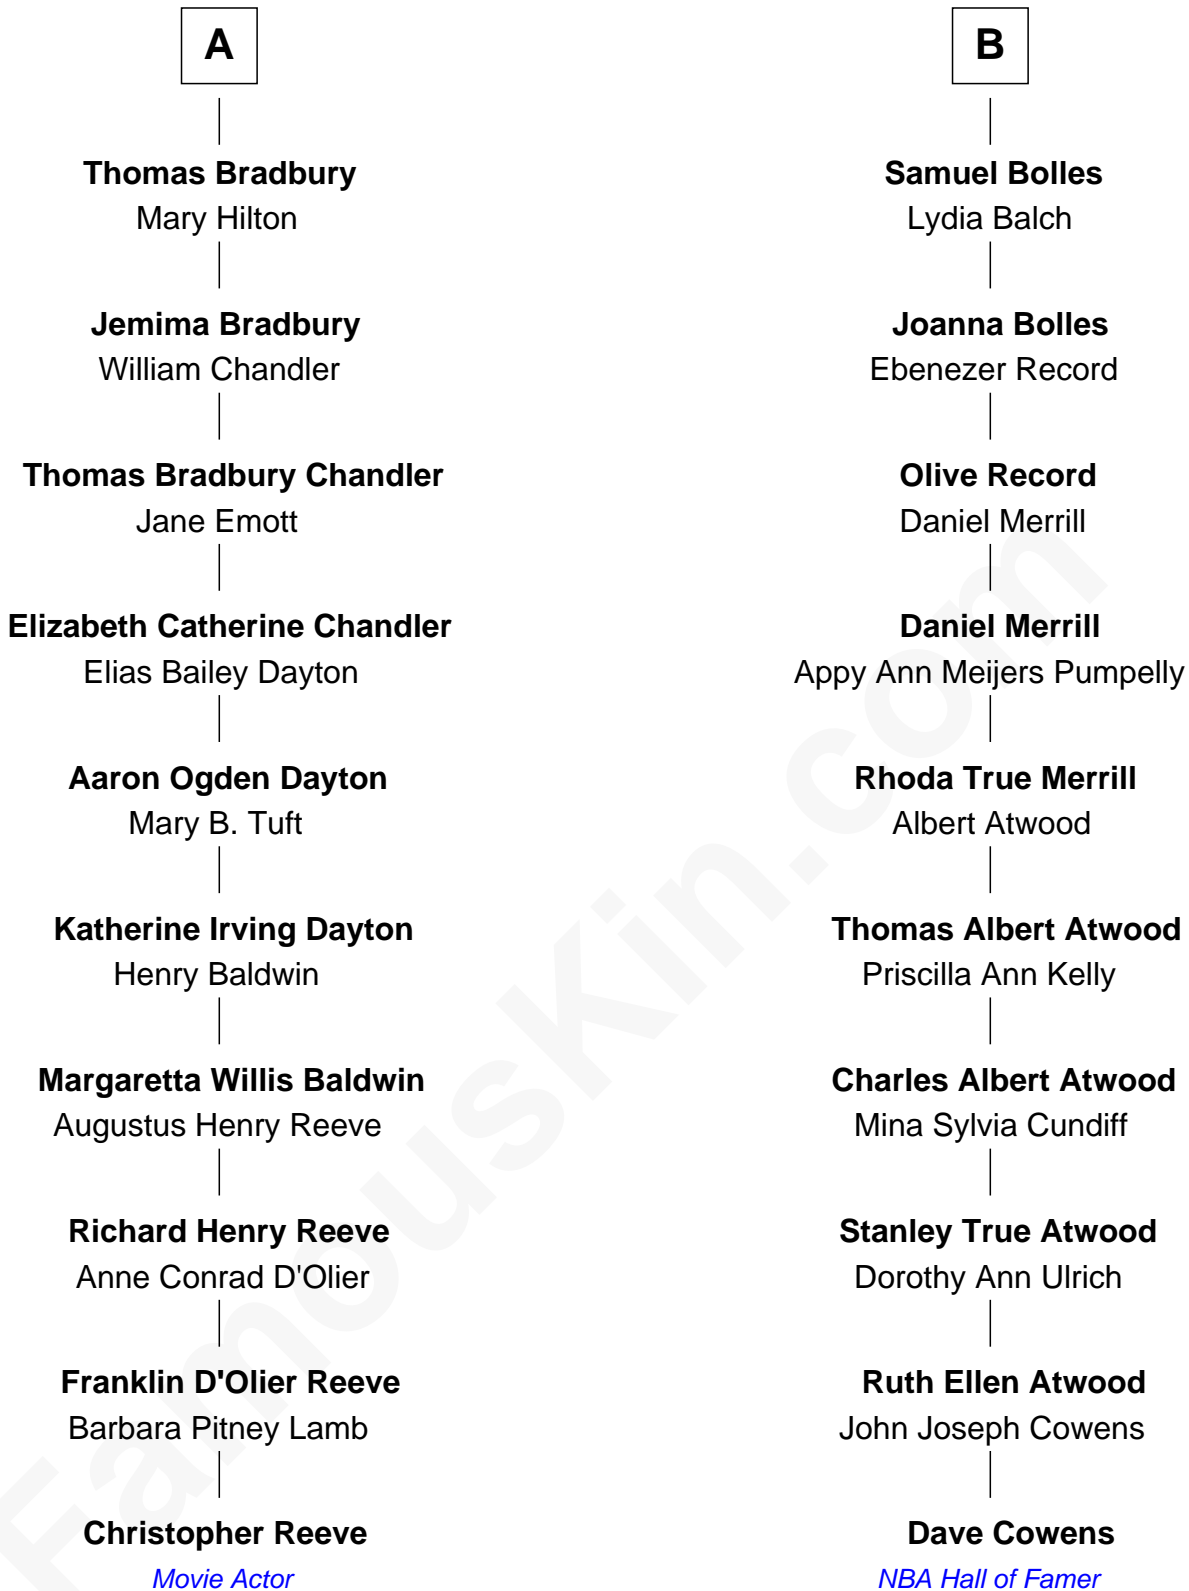 A
Thomas Bradbury
Mary Hilton
Jemima Bradbury
William Chandler
Thomas Bradbury Chandler
Jane Emott
Elizabeth Catherine Chandler
Elias Bailey Dayton
Aaron Ogden Dayton
Mary B. Tuft
Katherine Irving Dayton
Henry Baldwin
Margaretta Willis Baldwin
Augustus Henry Reeve
Richard Henry Reeve
Anne Conrad D'Olier
Franklin D'Olier Reeve
Barbara Pitney Lamb
Christopher Reeve
Movie Actor
B
Samuel Bolles
Lydia Balch
Joanna Bolles
Ebenezer Record
Olive Record
Daniel Merrill
Daniel Merrill
Appy Ann Meijers Pumpelly
Rhoda True Merrill
Albert Atwood
Thomas Albert Atwood
Priscilla Ann Kelly
Charles Albert Atwood
Mina Sylvia Cundiff
Stanley True Atwood
Dorothy Ann Ulrich
Ruth Ellen Atwood
John Joseph Cowens
Dave Cowens
NBA Hall of Famer
FamousKin.com